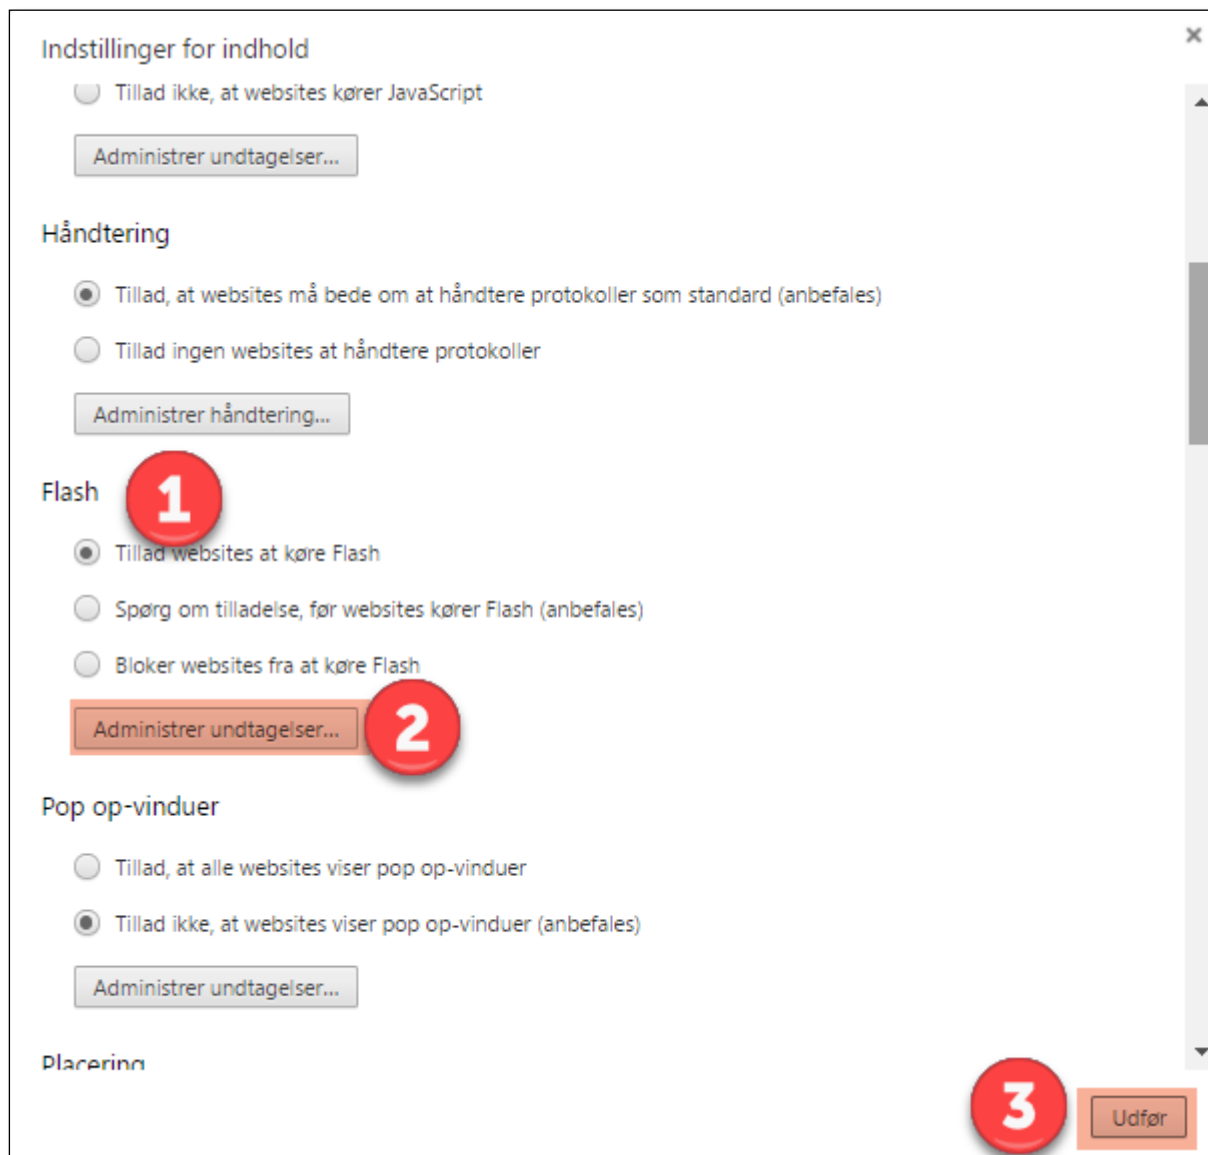 Indstillinger for indhold
Tillad ikke, at websites kører JavaScript
Administrer undtagelser...
Håndtering
Tillad, at websites må bede om at håndtere protokoller som standard (anbefales)
Tillad ingen websites at håndtere protokoller
Administrer håndtering...
Flash
1
Tillad websites at køre Flash
Spørg om tilladelse, før websites kører Flash (anbefales)
Bloker websites fra at køre Flash
Administrer undtagelser...
2
Pop op-vinduer
Tillad, at alle websites viser pop op-vinduer
Tillad ikke, at websites viser pop op-vinduer (anbefales)
Administrer undtagelser...
Placering
3
Udfør